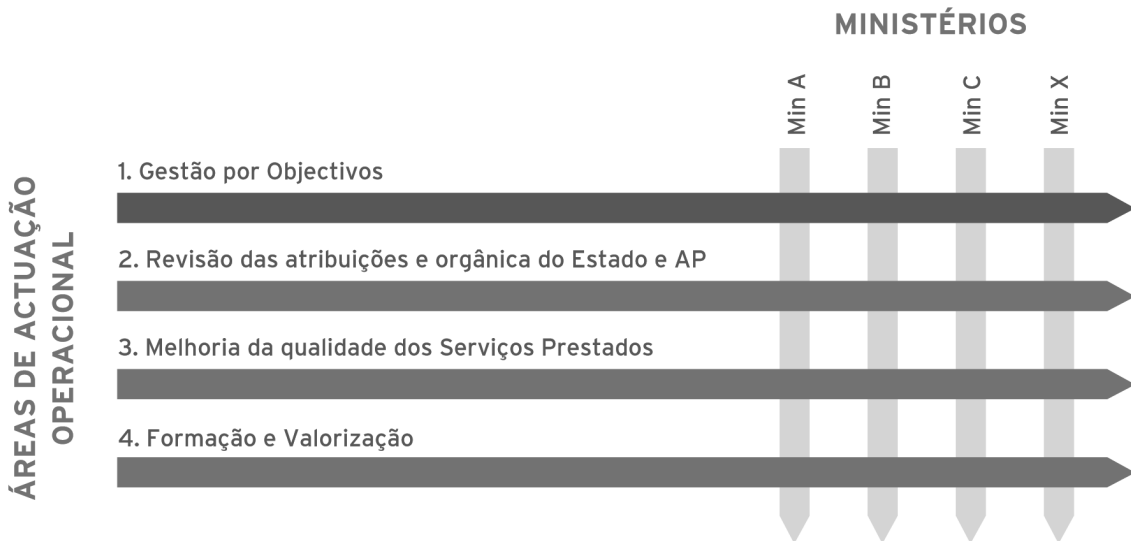 MINISTÉRIOS
Min A
Min B
Min C
Min X
ÁREAS DE ACTUAÇÃO
OPERACIONAL
1. Gestão por Objectivos
2. Revisão das atribuições e orgânica do Estado e AP
3. Melhoria da qualidade dos Serviços Prestados
4. Formação e Valorização